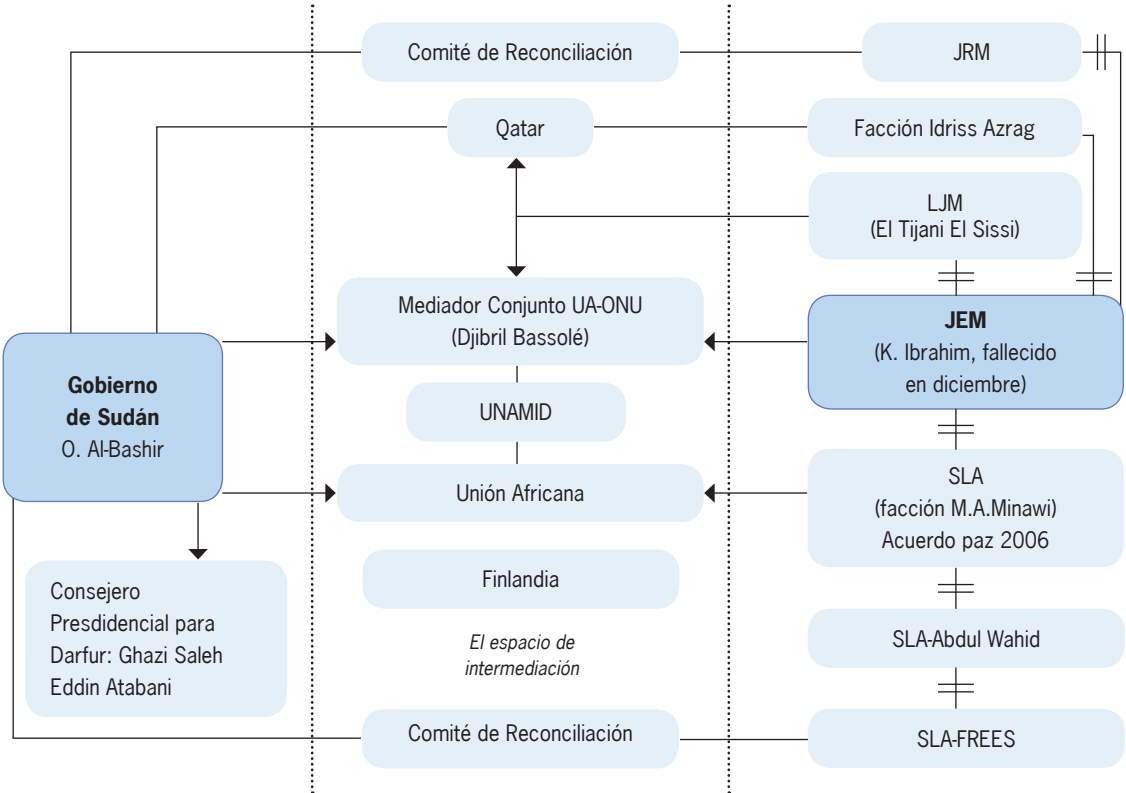 Comité de Reconciliación
JRM
Qatar
Facción Idriss Azrag
LJM
(El Tijani El Sissi)
Mediador Conjunto UA-ONU
(Djibril Bassolé)
JEM
(K. Ibrahim, fallecido
en diciembre)
Gobierno
de Sudán
O. Al-Bashir
UNAMID
Unión Africana
SLA
(facción M.A.Minawi)
Acuerdo paz 2006
Finlandia
Consejero
Presdidencial para
Darfur: Ghazi Saleh
Eddin Atabani
El espacio de
intermediación
SLA-Abdul Wahid
Comité de Reconciliación
SLA-FREES